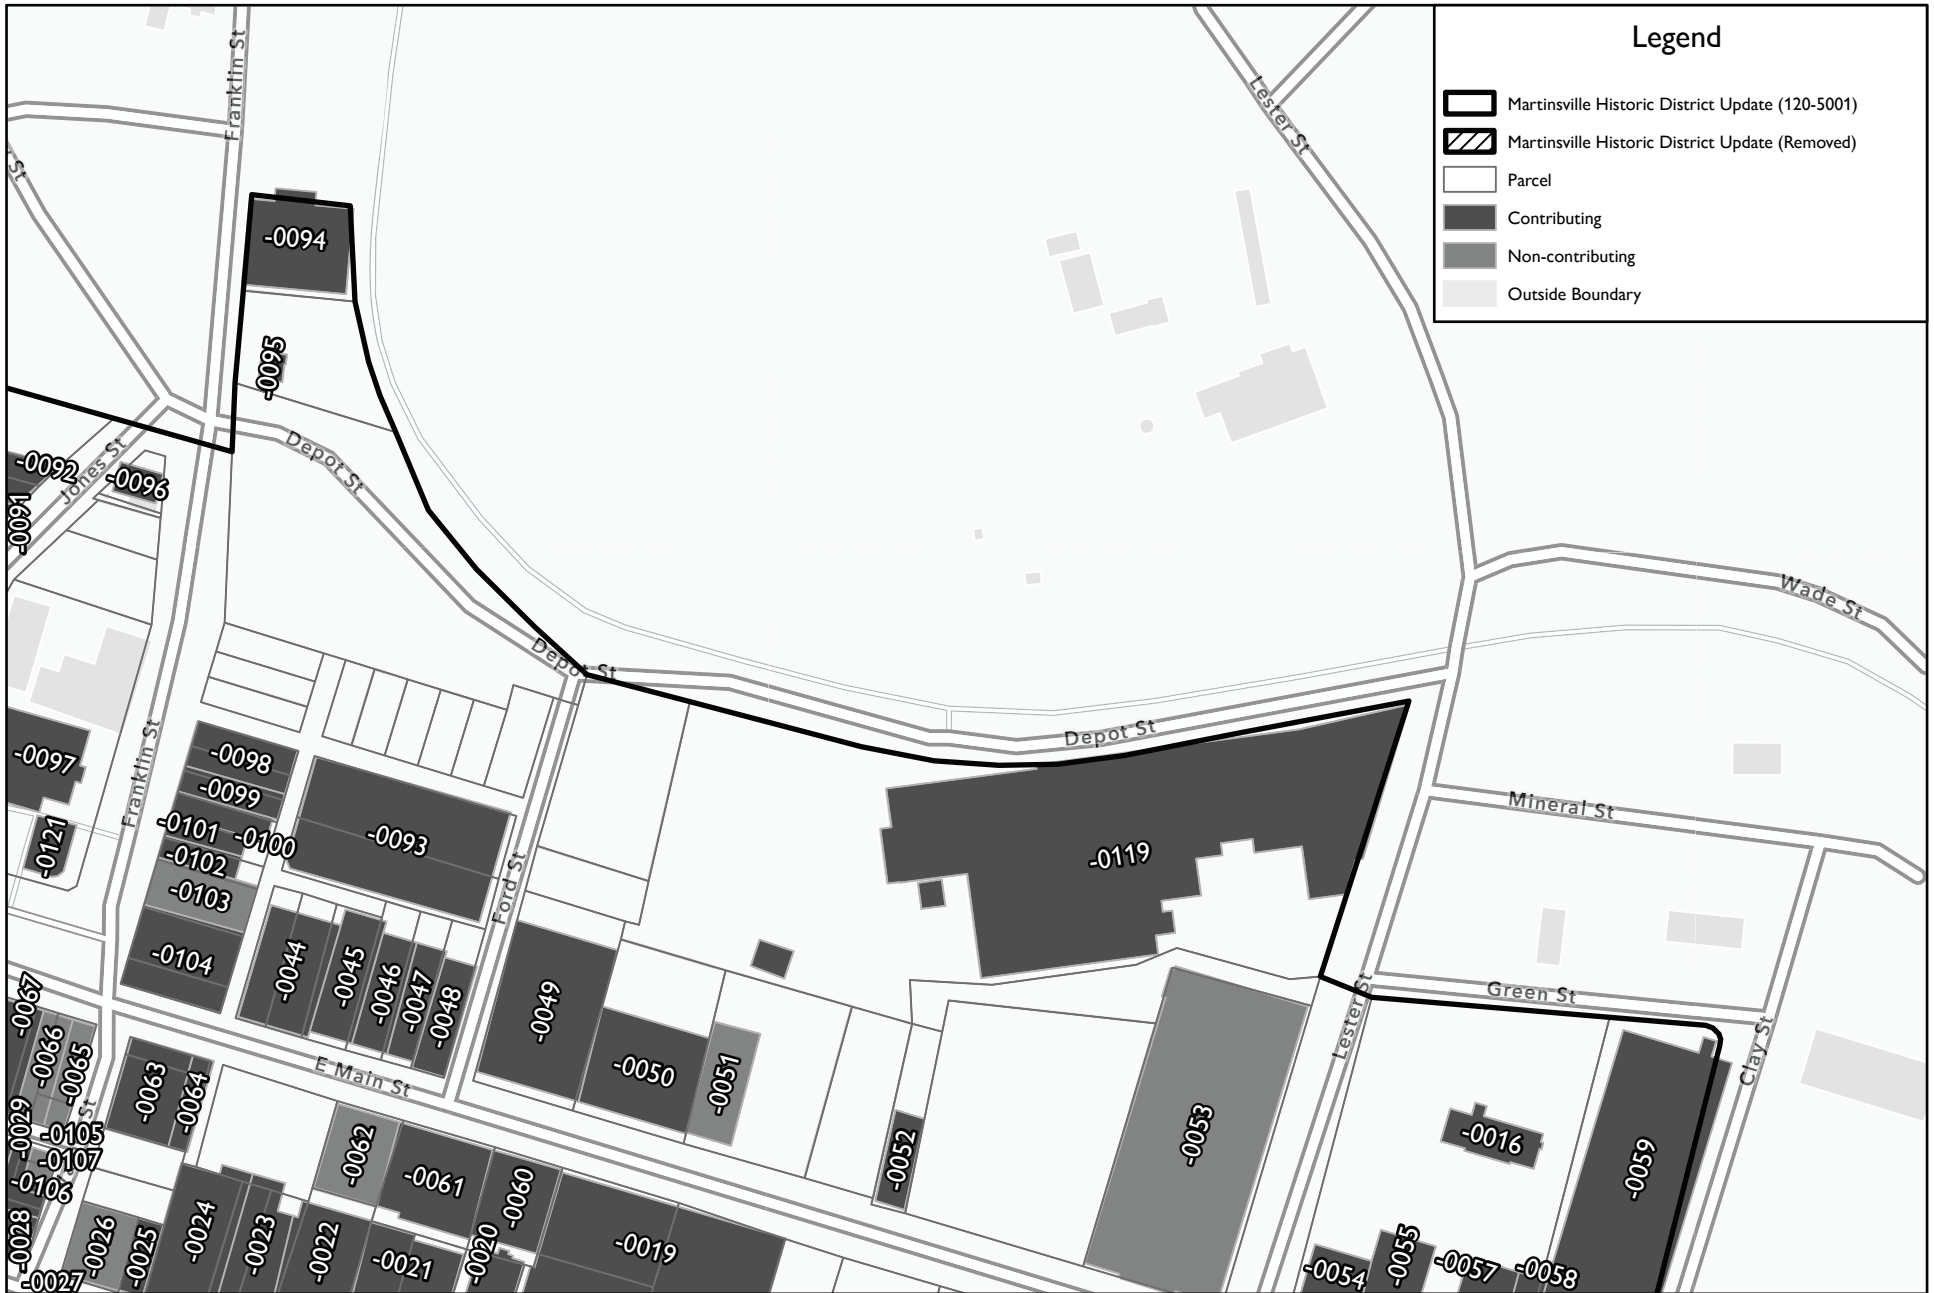 Legend
Martinsville Historic District Update (120-5001)
Martinsville Historic District Update (Removed)
Parcel
Contributing
Non-contributing
Outside Boundary
Franklin St
Lester St
St
-0094
-0095
Depot St
Jones St
-0092
-0096
-0091
Wade St
Depot St
Depot St
Mineral St
-0097
-0098
-0099
-0101
-0100
-0102
-0103
-0104
-0121
Franklin St
-0093
Ford St
-0119
-0044
-0045
-0046
-0047
-0048
-0049
-0050
-0051
-0052
-0053
Lester St
Green St
Clay St
E Main St
-0067
-0066
-0065
-0063
-0064
-0029
St
-0105
-0107
-0106
-0028
-0027
-0026
-0025
-0024
-0023
-0022
-0062
-0061
-0060
-0021
-0020
-0019
-0016
-0059
-0054
-0055
-0057
-0058